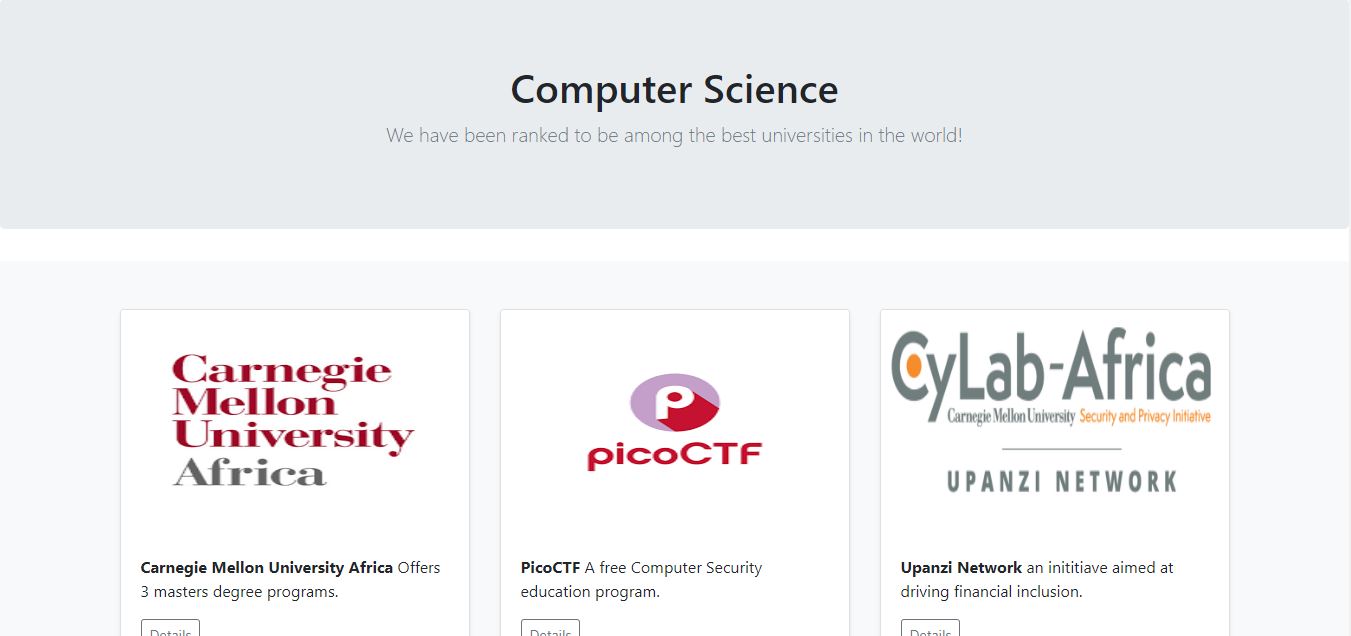 Computer Science
We have been ranked to be among the best universities in the world!
Carnegie
Mellon
University
Africa
P
picoCTF
CyLab-Africa
Carnegie Mellon University Security and Privacy Initiative
UPANZI NETWORK
Carnegie Mellon University Africa Offers
3 masters degree programs.
Details
PicoCTF A free Computer Security
education program.
Details
Upanzi Network an inititiave aimed at
driving financial inclusion.
Details